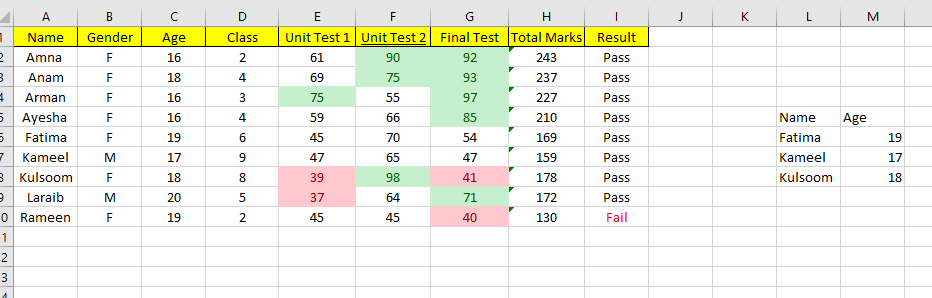 A B C D E F G H I J K L M
1 Name Gender Age Class Unit Test 1 Unit Test 2 Final Test Total Marks Result
2 Amna F 16 2 61 90 92 243 Pass
3 Anam F 18 4 69 75 93 237 Pass
4 Arman F 16 3 75 55 97 227 Pass
5 Ayesha F 16 4 59 66 85 210 Pass Name Age
6 Fatima F 19 6 45 70 54 169 Pass Fatima 19
7 Kameel M 17 9 47 65 47 159 Pass Kameel 17
8 Kulsoom F 18 8 39 98 41 178 Pass Kulsoom 18
9 Laraib M 20 5 37 64 71 172 Pass
0 Rameen F 19 2 45 45 40 130 Fail
1
2
3
4